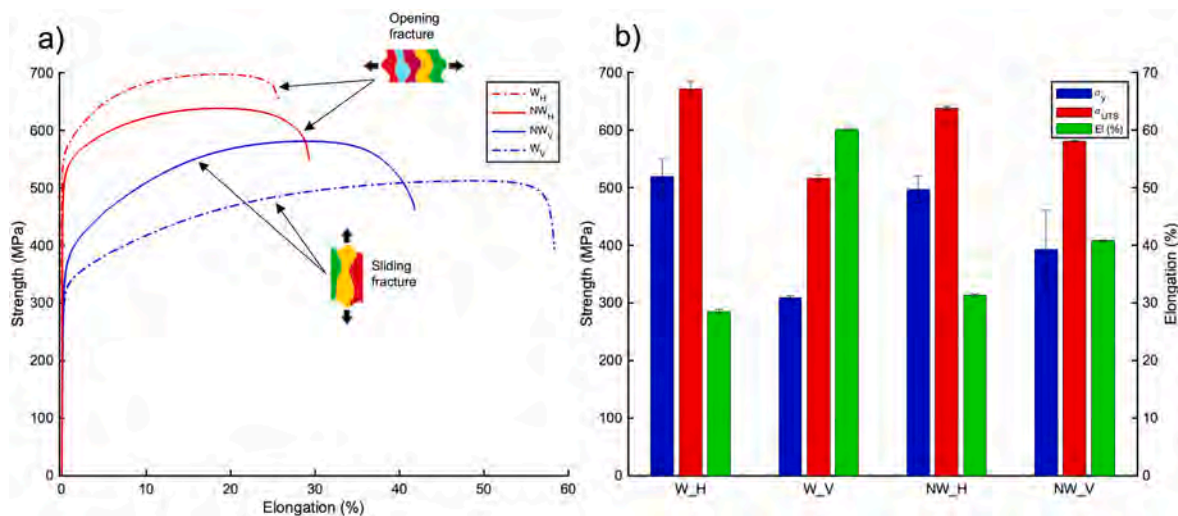 a)
Opening
fracture
W_H
NW_H
NW_V
W_V
Sliding
fracture
Strength (MPa)
700
600
500
400
300
200
100
0
0
10
20
30
40
50
60
Elongation (%)
b)
σ_y
σ_UTS
El (%)
Strength (MPa)
700
600
500
400
300
200
100
0
W_H
W_V
NW_H
NW_V
70
60
50
40
30
20
10
0
Elongation (%)